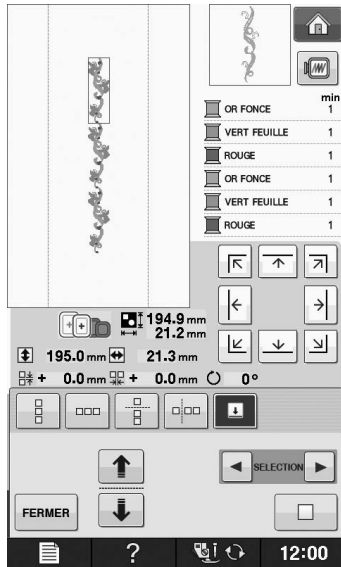 min
OR FONCE 1
VERT FEUILLE 1
ROUGE 1
OR FONCE 1
VERT FEUILLE 1
ROUGE 1
194.9 mm
21.2 mm
195.0 mm 21.3 mm
+ 0.0 mm + 0.0 mm 0°
SELECTION
FERMER
? 12:00